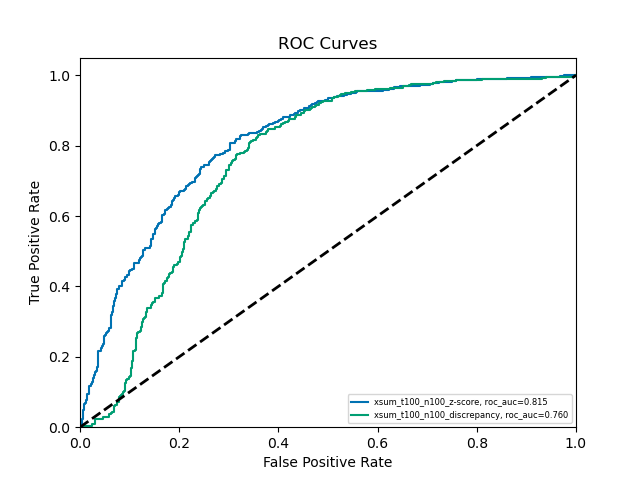 ROC Curves
1.0
0.8
0.6
0.4
0.2
0.0
True Positive Rate
xsum_t100_n100_z-score, roc_auc=0.815
xsum_t100_n100_discrepancy, roc_auc=0.760
0.0 0.2 0.4 0.6 0.8 1.0
False Positive Rate